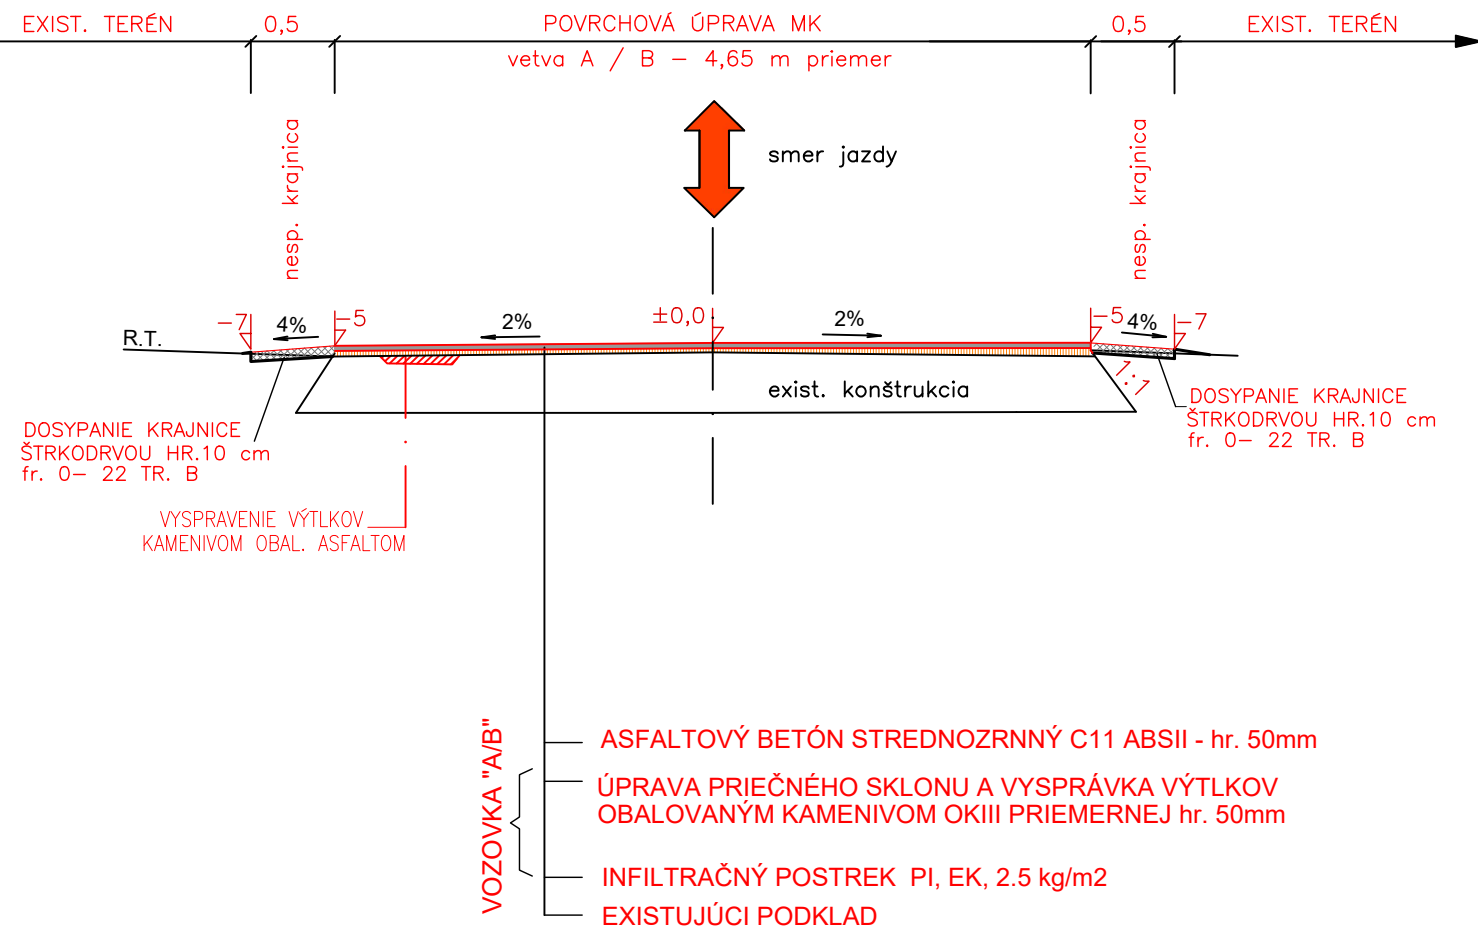 EXIST. TERÉN
0,5
POVRCHOVÁ ÚPRAVA MK
0,5
EXIST. TERÉN
vetva A / B – 4,65 m priemer
nesp. krajnica
smer jazdy
nesp. krajnica
R.T.
–7
4%
–5
2%
±0,0
2%
–5
4%
–7
1:1
exist. konštrukcia
DOSYPANIE KRAJNICE
ŠTRKODRVOU HR.10 cm
fr. 0– 22 TR. B
DOSYPANIE KRAJNICE
ŠTRKODRVOU HR.10 cm
fr. 0– 22 TR. B
VYSPRAVENIE VÝTLKOV
KAMENIVOM OBAL. ASFALTOM
VOZOVKA "A/B"
ASFALTOVÝ BETÓN STREDNOZRNNÝ C11 ABSII - hr. 50mm
ÚPRAVA PRIEČNÉHO SKLONU A VYSPRÁVKA VÝTLKOV
OBALOVANÝM KAMENIVOM OKIII PRIEMERNEJ hr. 50mm
INFILTRAČNÝ POSTREK  PI, EK, 2.5 kg/m2
EXISTUJÚCI PODKLAD